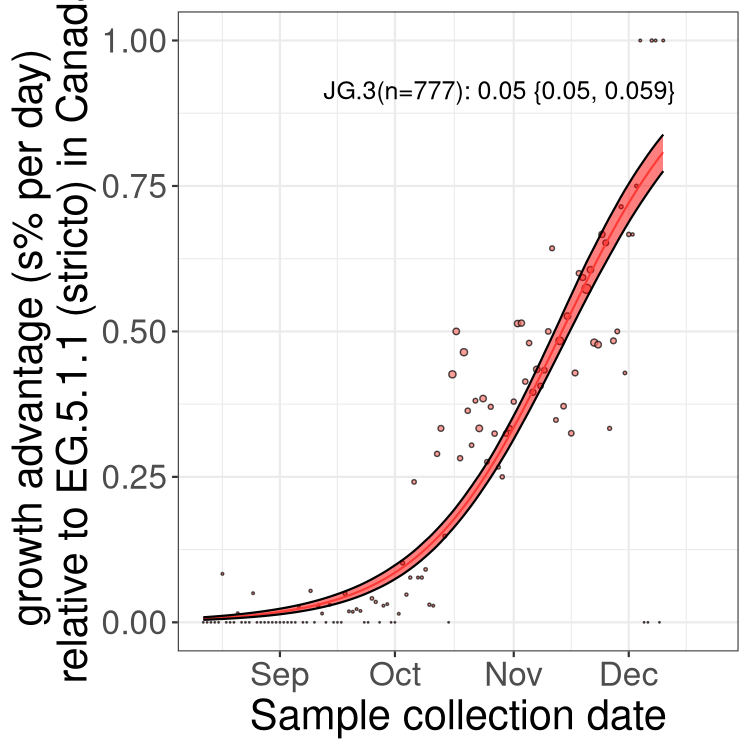 growth advantage (s% per day)
relative to EG.5.1.1 (stricto) in Canada
1.00
0.75
0.50
0.25
0.00
JG.3(n=777): 0.05 {0.05, 0.059}
Sep Oct Nov Dec
Sample collection date